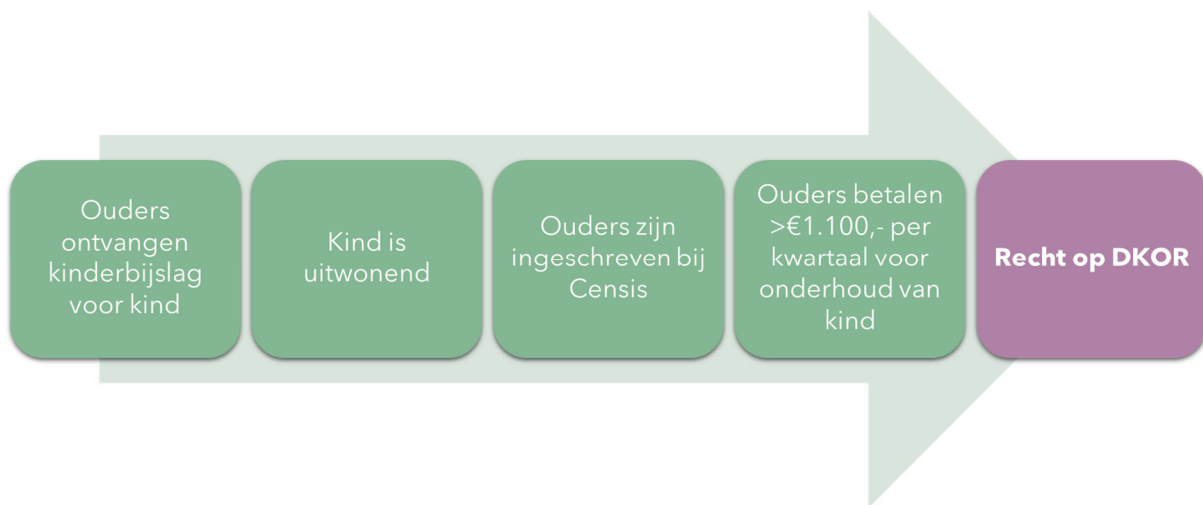 Ouders
ontvangen
kinderbijslag
voor kind
Kind is
uitwonend
Ouders zijn
ingeschreven bij
Censis
Ouders betalen
>€1.100,- per
kwartaal voor
onderhoud van
kind
Recht op DKOR